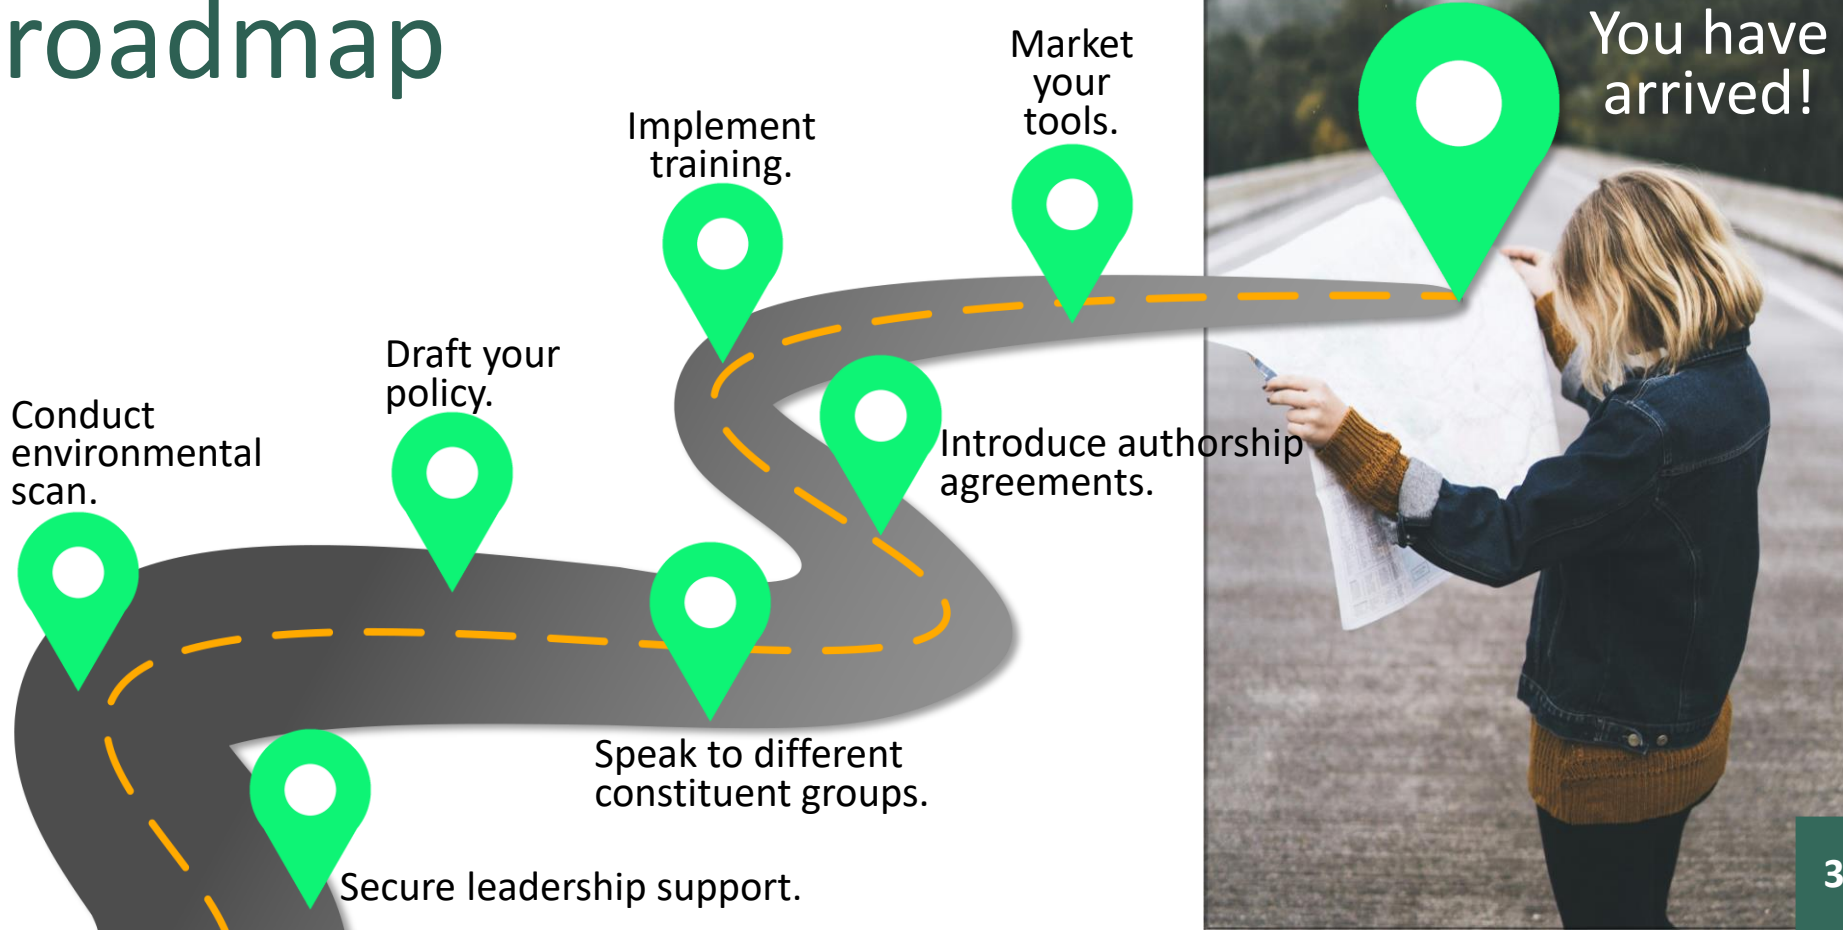 roadmap
You have
arrived!
Market
your
tools.
Implement
training.
Draft your
policy.
Conduct
environmental
scan.
Introduce authorship
agreements.
Speak to different
constituent groups.
Secure leadership support.
3